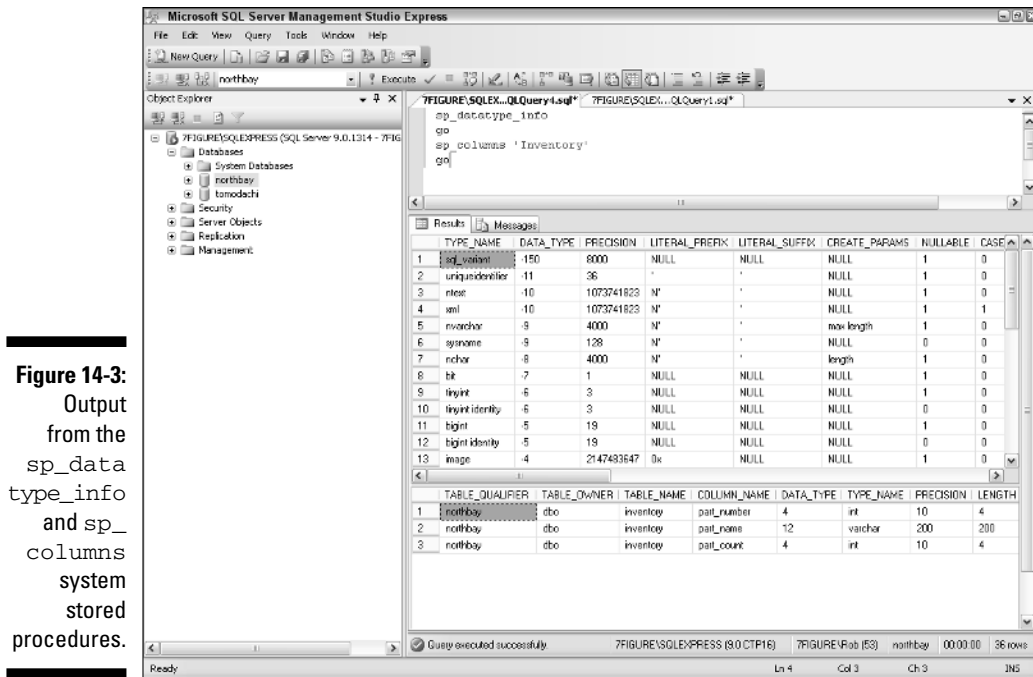 Microsoft SQL Server Management Studio Express
File Edit View Query Tools Window Help
New Query
northbay
Execute
Object Explorer
7FIGURE\SQLEXPRESS (SQL Server 9.0.1314 - 7FIG
Databases
System Databases
northbay
tomodachi
Security
Server Objects
Replication
Management
7FIGURE\SQLEX...QLQuery4.sql* 7FIGURE\SQLEX...QLQuery1.sql*
sp_datatype_info
go
sp_columns 'Inventory'
go
Results Messages
TYPE_NAME DATA_TYPE PRECISION LITERAL_PREFIX LITERAL_SUFFIX CREATE_PARAMS NULLABLE CASE
1 sql_variant -150 8000 NULL NULL NULL 1 0
2 uniqueidentifier -11 36 ' ' NULL 1 0
3 ntext -10 1073741823 N' ' NULL 1 0
4 xml -10 1073741823 N' ' NULL 1 1
5 nvarchar -9 4000 N' ' max length 1 0
6 sysname -9 128 N' ' NULL 0 0
7 nchar -8 4000 N' ' length 1 0
8 bit -7 1 NULL NULL NULL 1 0
9 tinyint -6 3 NULL NULL NULL 1 0
10 tinyint identity -6 3 NULL NULL NULL 0 0
11 bigint -5 19 NULL NULL NULL 1 0
12 bigint identity -5 19 NULL NULL NULL 0 0
13 image -4 2147483647 0x NULL NULL 1 0
TABLE_QUALIFIER TABLE_OWNER TABLE_NAME COLUMN_NAME DATA_TYPE TYPE_NAME PRECISION LENGTH
1 northbay dbo inventory part_number 4 int 10 4
2 northbay dbo inventory part_name 12 varchar 200 200
3 northbay dbo inventory part_count 4 int 10 4
Query executed successfully. 7FIGURE\SQLEXPRESS (9.0 CTP16) 7FIGURE\Rob (53) northbay 00:00:00 36 rows
Ready Ln 4 Col 3 Ch 3 INS
Figure 14-3:
Output
from the
sp_data
type_info
and sp_
columns
system
stored
procedures.